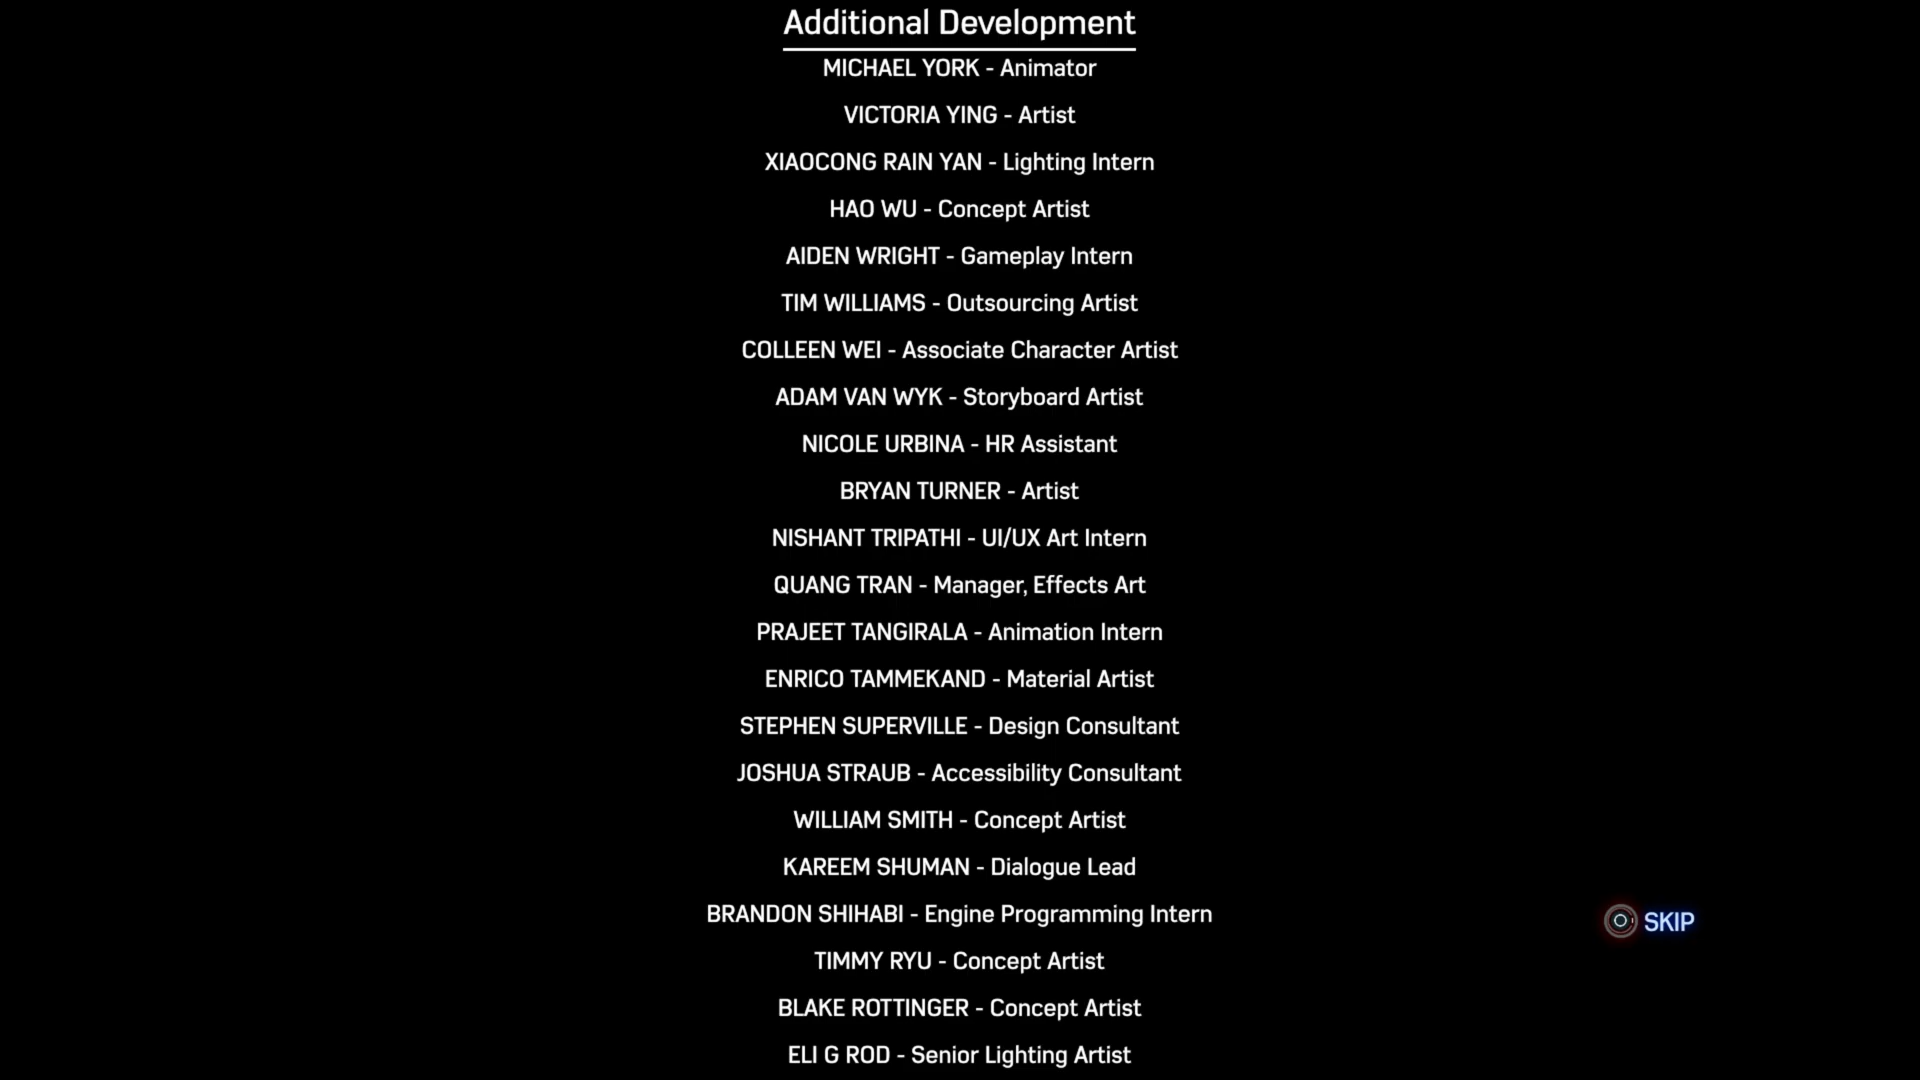 Additional Development
MICHAEL YORK - Animator
VICTORIA YING - Artist
XIAOCONG RAIN YAN - Lighting Intern
HAO WU - Concept Artist
AIDEN WRIGHT - Gameplay Intern
TIM WILLIAMS - Outsourcing Artist
COLLEEN WEI - Associate Character Artist
ADAM VAN WYK - Storyboard Artist
NICOLE URBINA - HR Assistant
BRYAN TURNER - Artist
NISHANT TRIPATHI - UI/UX Art Intern
QUANG TRAN - Manager, Effects Art
PRAJEET TANGIRALA - Animation Intern
ENRICO TAMMEKAND - Material Artist
STEPHEN SUPERVILLE - Design Consultant
JOSHUA STRAUB - Accessibility Consultant
WILLIAM SMITH - Concept Artist
KAREEM SHUMAN - Dialogue Lead
BRANDON SHIHABI - Engine Programming Intern
SKIP
TIMMY RYU - Concept Artist
BLAKE ROTTINGER - Concept Artist
ELI G ROD - Senior Lighting Artist